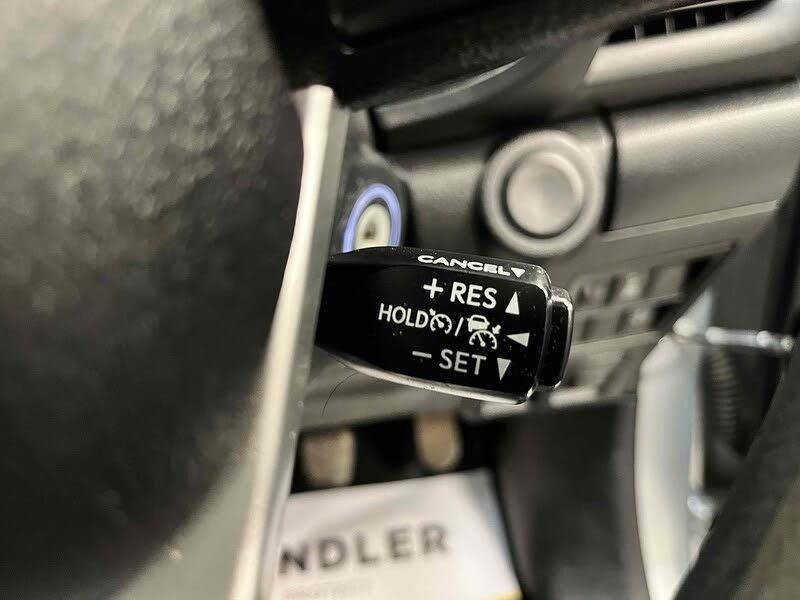 CANCEL▼
+ RES ▲
HOLD / ◀
− SET ▼
NDLER